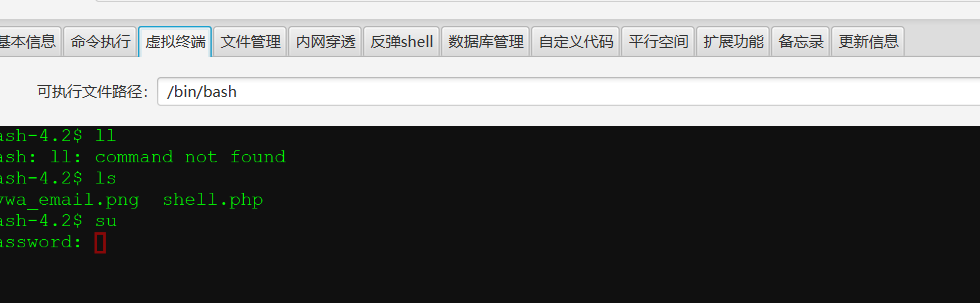 基本信息 命令执行 虚拟终端 文件管理 内网穿透 反弹shell 数据库管理 自定义代码 平行空间 扩展功能 备忘录 更新信息
可执行文件路径： /bin/bash
ash-4.2$ ll
ash: ll: command not found
ash-4.2$ ls
vwa_email.png shell.php
ash-4.2$ su
assword: